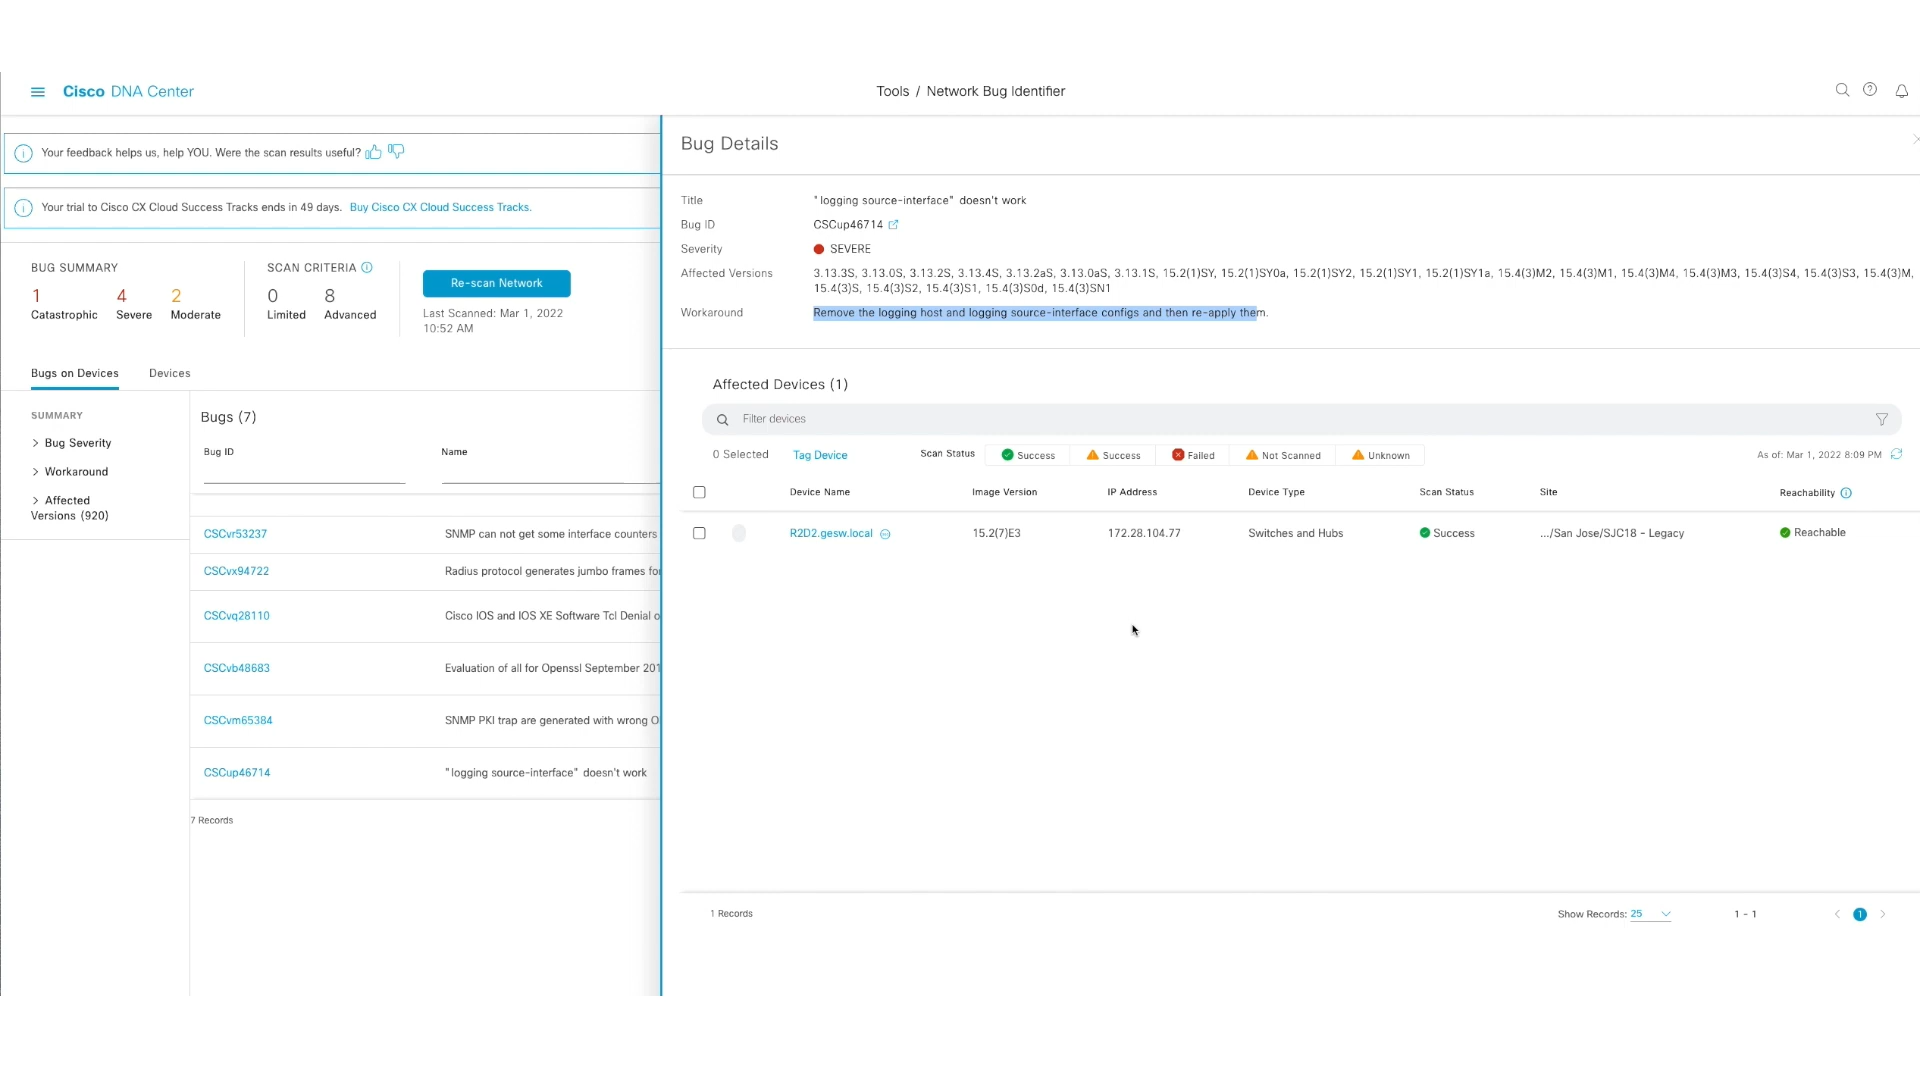 Cisco DNA Center
Tools / Network Bug Identifier
Your feedback helps us, help YOU. Were the scan results useful?
Your trial to Cisco CX Cloud Success Tracks ends in 49 days. Buy Cisco CX Cloud Success Tracks.
BUG SUMMARY
1 4 2
Catastrophic Severe Moderate
SCAN CRITERIA
0 8
Limited Advanced
Re-scan Network
Last Scanned: Mar 1, 2022
10:52 AM
Bugs on Devices Devices
SUMMARY
Bug Severity
Workaround
Affected
Versions (920)
Bugs (7)
Bug ID Name
CSCvr53237 SNMP can not get some interface counters
CSCvx94722 Radius protocol generates jumbo frames for
CSCvq28110 Cisco IOS and IOS XE Software Tcl Denial o
CSCvb48683 Evaluation of all for Openssl September 201
CSCvm65384 SNMP PKI trap are generated with wrong O
CSCup46714 "logging source-interface" doesn't work
7 Records
Bug Details
Title "logging source-interface" doesn't work
Bug ID CSCup46714
Severity SEVERE
Affected Versions 3.13.3S, 3.13.0S, 3.13.2S, 3.13.4S, 3.13.2aS, 3.13.0aS, 3.13.1S, 15.2(1)SY, 15.2(1)SY0a, 15.2(1)SY2, 15.2(1)SY1, 15.2(1)SY1a, 15.4(3)M2, 15.4(3)M1, 15.4(3)M4, 15.4(3)M3, 15.4(3)S4, 15.4(3)S3, 15.4(3)M,
15.4(3)S, 15.4(3)S2, 15.4(3)S1, 15.4(3)S0d, 15.4(3)SN1
Workaround Remove the logging host and logging source-interface configs and then re-apply them.
Affected Devices (1)
Filter devices
0 Selected Tag Device Scan Status Success Success Failed Not Scanned Unknown As of: Mar 1, 2022 8:09 PM
Device Name Image Version IP Address Device Type Scan Status Site Reachability
R2D2.gesw.local 15.2(7)E3 172.28.104.77 Switches and Hubs Success .../San Jose/SJC18 - Legacy Reachable
1 Records Show Records: 25 1 - 1 1